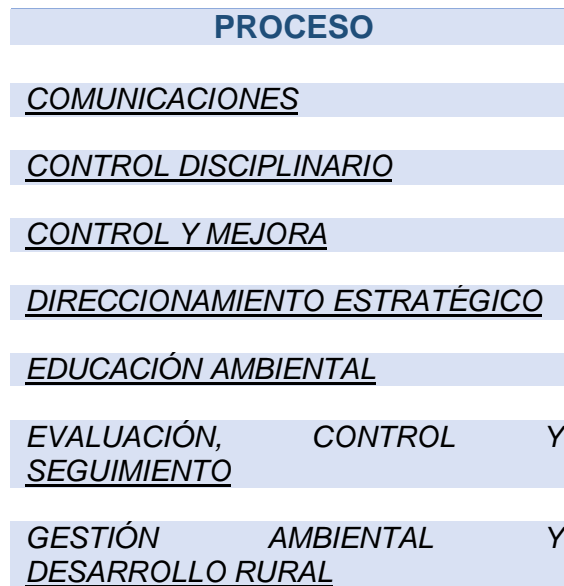 PROCESO
COMUNICACIONES
CONTROL DISCIPLINARIO
CONTROL Y MEJORA
DIRECCIONAMIENTO ESTRATÉGICO
EDUCACIÓN AMBIENTAL
EVALUACIÓN, CONTROL Y
SEGUIMIENTO
GESTIÓN AMBIENTAL Y
DESARROLLO RURAL